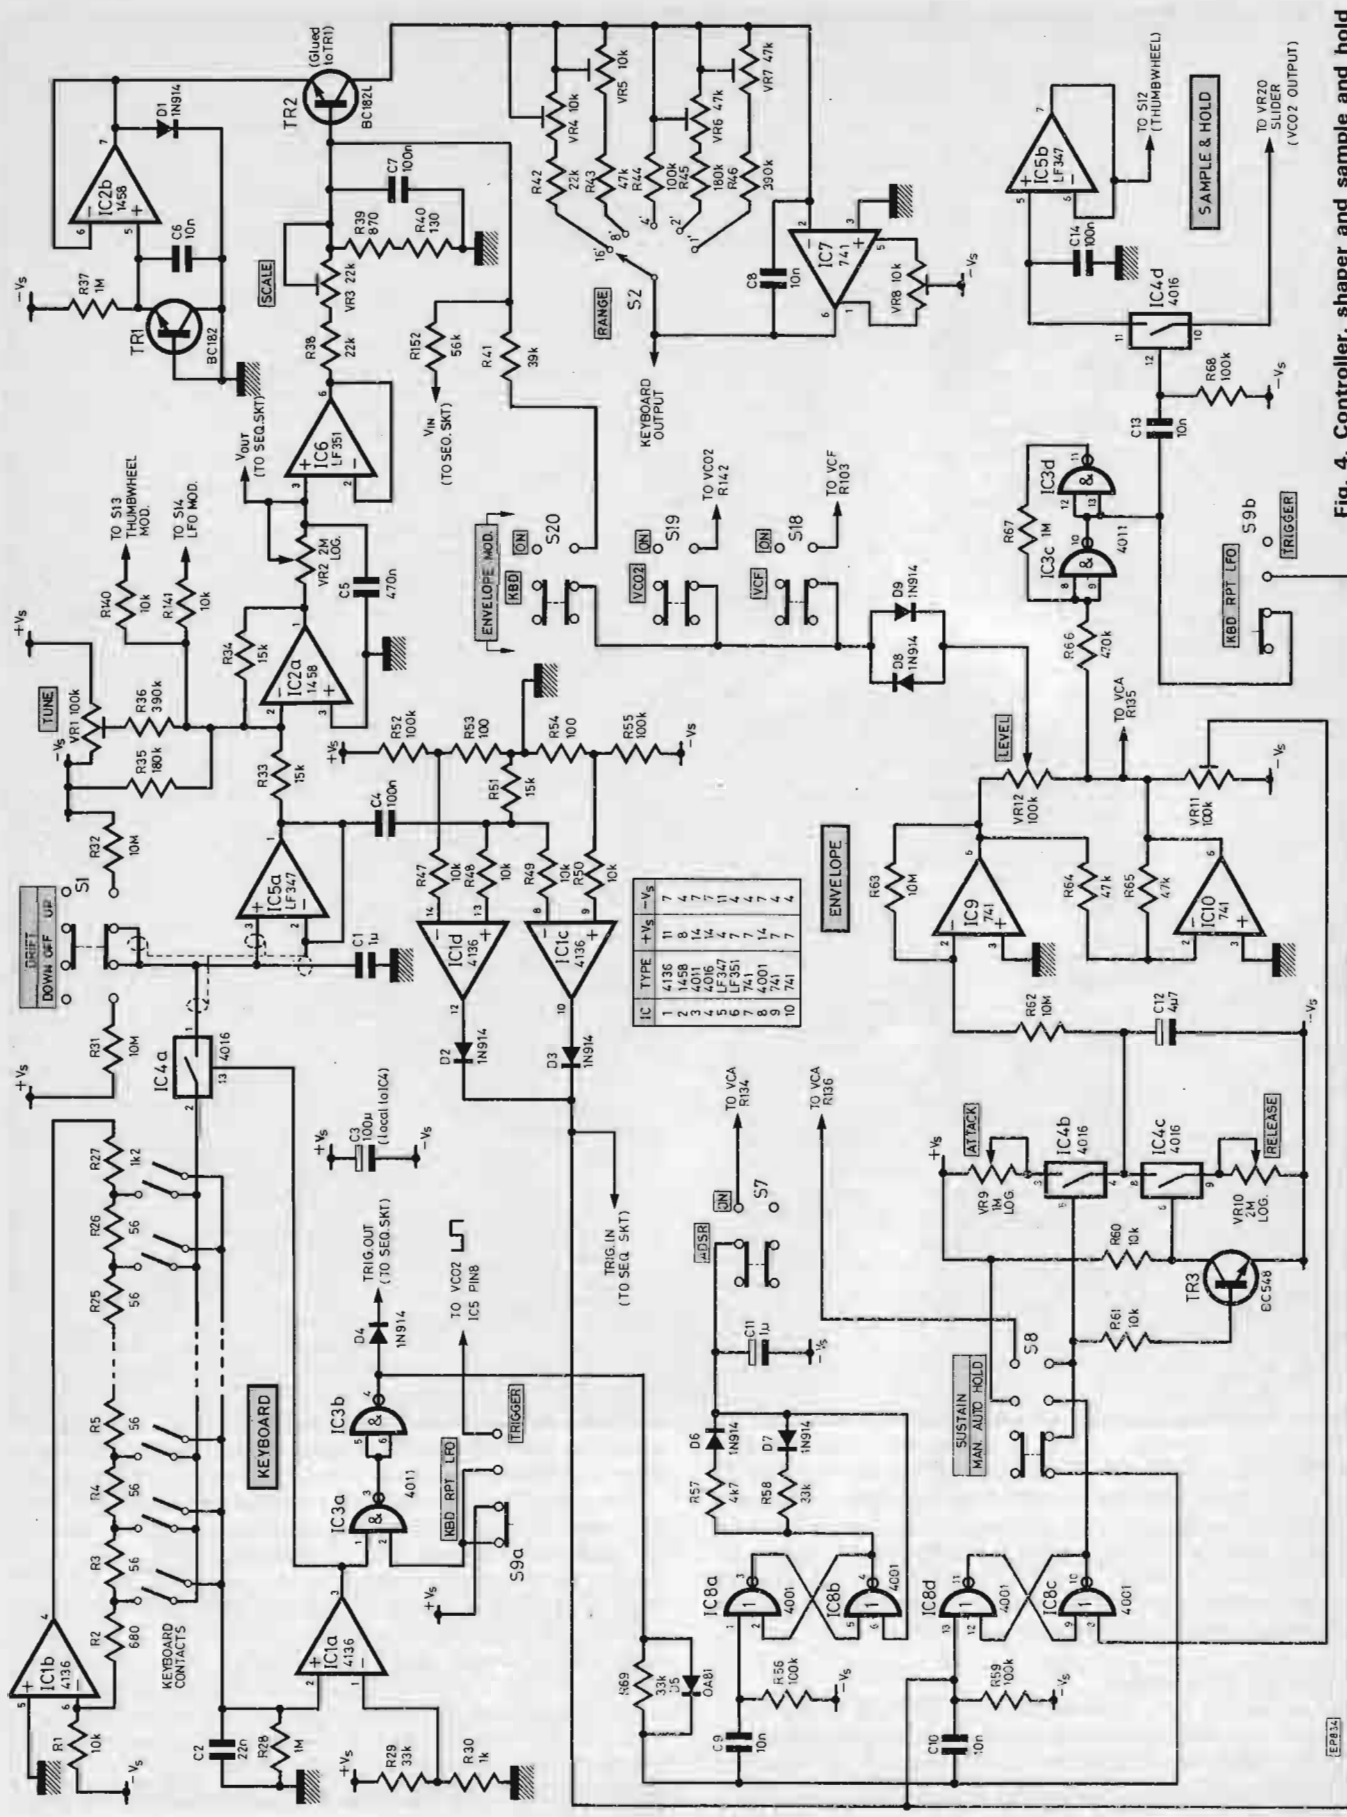 +Vs
-Vs
R37
1M
TR1
BC182
C6
10n
IC2b
1458
D1
1N914
TR2
(Glued
to TR1)
BC182L
TUNE
VR1 100k
R35
180k
R36
390k
R140
10k
TO S13
THUMBWHEEL
MOD.
R141
10k
TO S14
LFO MOD.
R34
15k
R33
15k
IC2a
1458
VR2 2M
LOG.
C5
470n
VOUT
(TO SEQ.SKT)
IC6
LF351
R38
22k
SCALE
VR3 22k
R39
870
R40
130
C7
100n
R152
56k
VIN
(TO SEQ. SKT)
R41
39k
R42
22k
R43
47k
R44
100k
R45
180k
R46
390k
VR4 10k
VR5
10k
VR6
47k
VR7 47k
16'
8'
4'
2'
1'
S2
RANGE
KEYBOARD
OUTPUT
C8
10n
IC7
741
VR8 10k
-Vs
IC1b
4136
R1
10k
-Vs
R2
680
R3
56
R4
56
R5
56
R25
56
R26
56
R27
1k2
KEYBOARD
CONTACTS
KEYBOARD
+Vs
R31
10M
DRIFT
DOWN OFF UP
S1
R32
10M
IC4a
4016
C1
1µ
IC5a
LF347
C4
100n
R51
15k
R52
100k
R53
100
R54
100
R55
100k
+Vs
-Vs
R47
10k
R48
10k
R49
10k
R50
10k
IC1d
4136
IC1c
4136
D2
1N914
D3
1N914
C3
100µ
(local to IC4)
+Vs
-Vs
C2
22n
R28
1M
R29
33k
R30
1k
+Vs
IC1a
4136
IC3a
4011
IC3b
D4
1N914
TRIG.OUT
(TO SEQ.SKT)
TO VCO2
IC5 PIN8
KBD RPT LFO
TRIGGER
S9a
+Vs
TRIG.IN
(TO SEQ. SKT)
ENVELOPE MOD.
KBD
ON
S20
VCO2
ON
S19
TO VCO2
R142
VCF
ON
S18
TO VCF
R103
D8
1N914
D9
1N914
IC TYPE +Vs -Vs
1 4136 11 7
2 1458 8 4
3 4011 14 7
4 4016 14 7
5 LF347 4 11
6 LF351 7 4
7 741 7 4
8 4001 14 7
9 741 7 4
10 741 7 4
R69
33k
D5
OA81
C9
10n
R56
100k
-Vs
C10
10n
R59
100k
-Vs
IC8a
4001
IC8b
4001
IC8d
4001
IC8c
4001
R57
4k7
D6
1N914
R58
33k
D7
1N914
C11
1µ
-Vs
ADSR
ON
S7
TO VCA
R134
TO VCA
R136
SUSTAIN
MAN. AUTO HOLD
S8
R61
10k
R60
10k
TR3
BC548
+Vs
VR9
1M
LOG.
ATTACK
IC4b
4016
IC4c
4016
VR10
2M
LOG.
RELEASE
R62
10M
C12
4µ7
-Vs
ENVELOPE
R63
10M
IC9
741
R64
47k
R65
47k
IC10
741
LEVEL
VR12
100k
VR11
100k
-Vs
TO VCA
R135
R66
470k
R67
1M
IC3c
4011
IC3d
KBD RPT LFO
TRIGGER
S9b
C13
10n
R68
100k
-Vs
IC4d
4016
C14
100n
IC5b
LF347
TO S12
(THUMBWHEEL)
SAMPLE & HOLD
TO VR20
SLIDER
(VCO2 OUTPUT)
EP834
Fig. 4. Controller, shaper and sample and hold